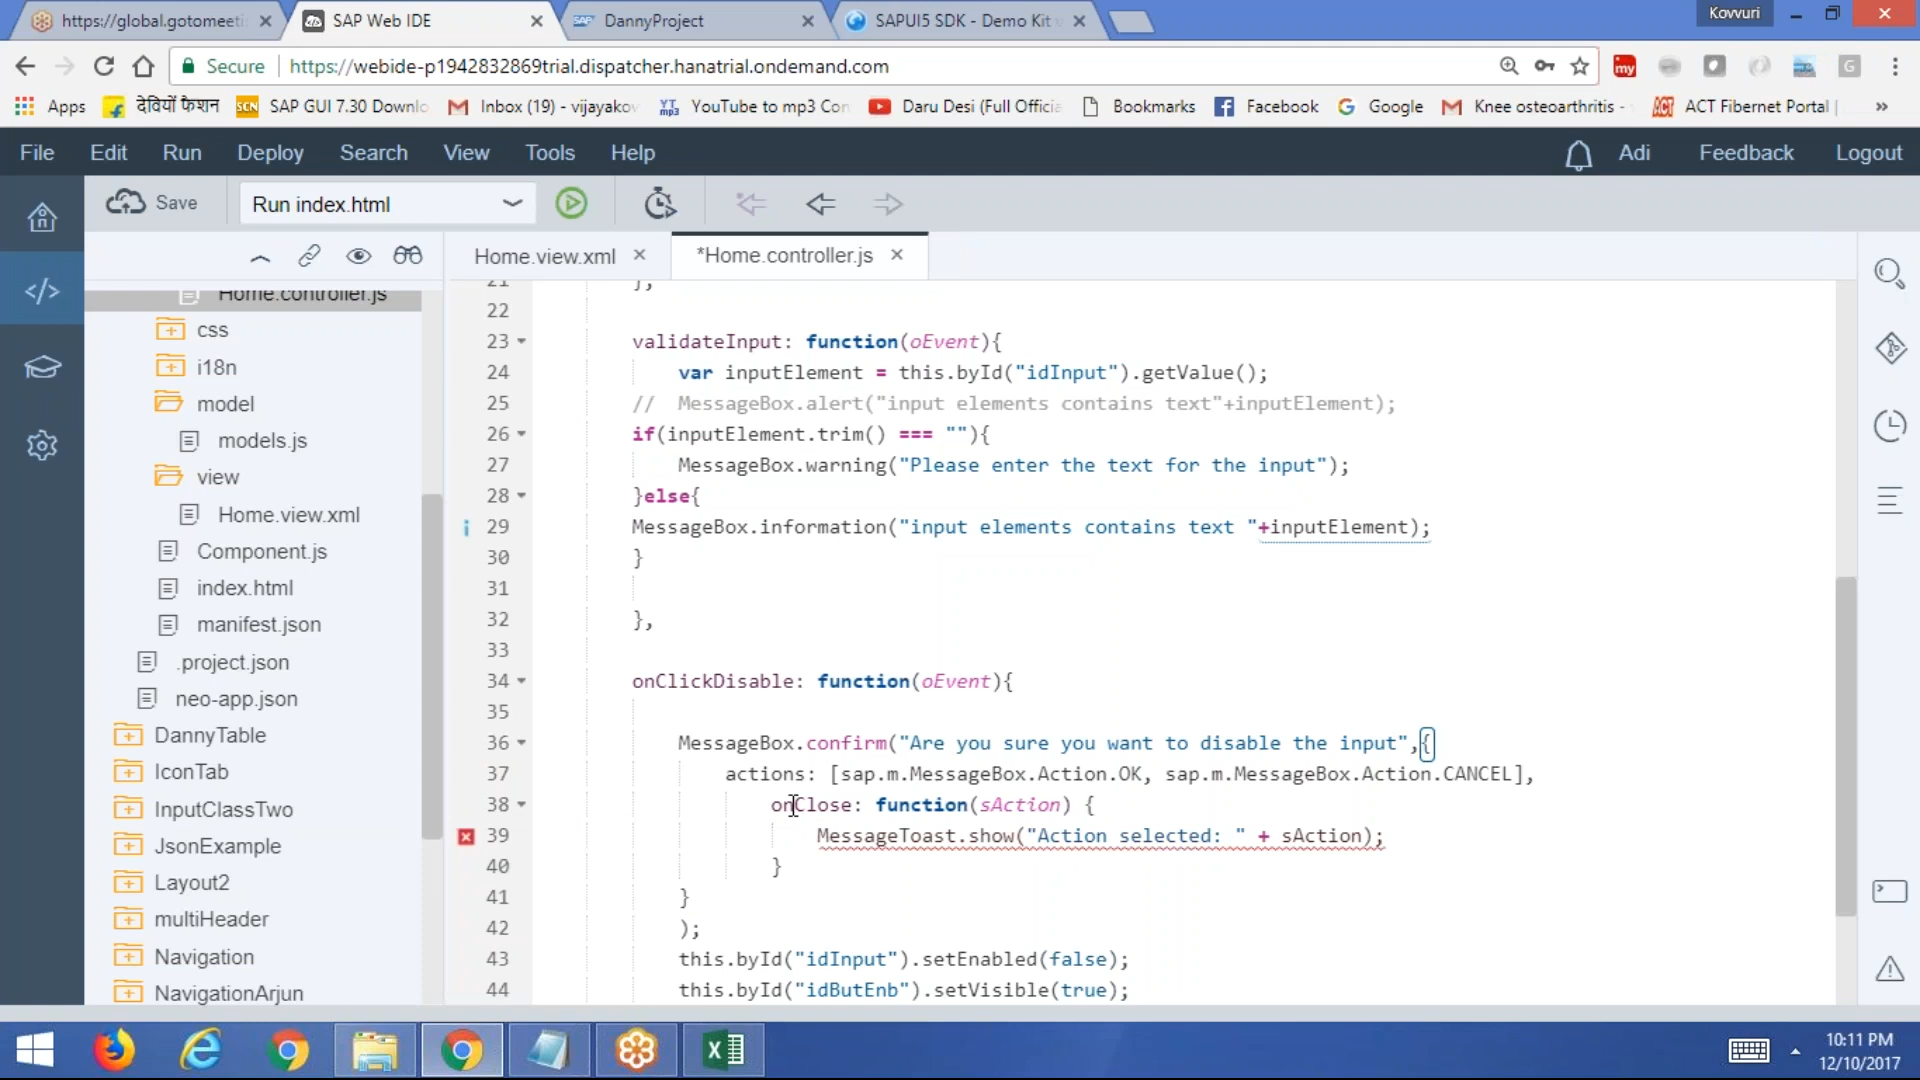 https://global.gotomeeti
SAP Web IDE
DannyProject
SAPUI5 SDK - Demo Kit
Kovvuri
Secure
https://webide-p1942832869trial.dispatcher.hanatrial.ondemand.com
Apps
देवियों फैशन
SAP GUI 7.30 Downlo
Inbox (19) - vijayakov
YouTube to mp3 Con
Daru Desi (Full Officia
Bookmarks
Facebook
Google
Knee osteoarthritis -
ACT Fibernet Portal |
»
File Edit Run Deploy Search View Tools Help
Adi Feedback Logout
Save
Run index.html
Home.view.xml
*Home.controller.js
Home.controller.js
css
i18n
model
models.js
view
Home.view.xml
Component.js
index.html
manifest.json
.project.json
neo-app.json
DannyTable
IconTab
InputClassTwo
JsonExample
Layout2
multiHeader
Navigation
NavigationArjun
21 },
22
23 validateInput: function(oEvent){
24 var inputElement = this.byId("idInput").getValue();
25 // MessageBox.alert("input elements contains text"+inputElement);
26 if(inputElement.trim() === ""){
27 MessageBox.warning("Please enter the text for the input");
28 }else{
29 MessageBox.information("input elements contains text "+inputElement);
30 }
31
32 },
33
34 onClickDisable: function(oEvent){
35
36 MessageBox.confirm("Are you sure you want to disable the input",{
37 actions: [sap.m.MessageBox.Action.OK, sap.m.MessageBox.Action.CANCEL],
38 onClose: function(sAction) {
39 MessageToast.show("Action selected: " + sAction);
40 }
41 }
42 );
43 this.byId("idInput").setEnabled(false);
44 this.byId("idButEnb").setVisible(true);
10:11 PM
12/10/2017